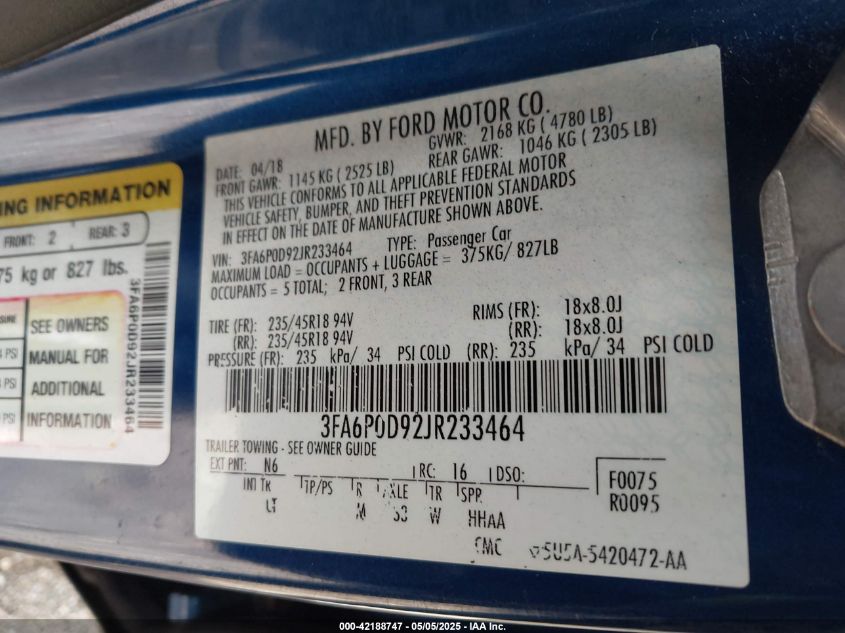 MFD. BY FORD MOTOR CO.
DATE: 04/18 GVWR: 2168 KG ( 4780 LB)
FRONT GAWR: 1145 KG ( 2525 LB) REAR GAWR: 1046 KG ( 2305 LB)
THIS VEHICLE CONFORMS TO ALL APPLICABLE FEDERAL MOTOR
VEHICLE SAFETY, BUMPER, AND THEFT PREVENTION STANDARDS
IN EFFECT ON THE DATE OF MANUFACTURE SHOWN ABOVE.
VIN: 3FA6P0D92JR233464 TYPE: Passenger Car
MAXIMUM LOAD = OCCUPANTS + LUGGAGE = 375KG/ 827LB
OCCUPANTS = 5 TOTAL; 2 FRONT, 3 REAR
TIRE (FR): 235/45R18 94V RIMS (FR): 18x8.0J
(RR): 235/45R18 94V (RR): 18x8.0J
PRESSURE (FR): 235 kPa/ 34 PSI COLD (RR): 235 kPa/ 34 PSI COLD
3FA6P0D92JR233464
TRAILER TOWING - SEE OWNER GUIDE
EXT PNT: N6 RC: 16 DSO: F0075
INT TR TP/PS R AXLE TR SPR R0095
LT M W HHAA
5U5A-5420472-AA
INFORMATION
FRONT: 2 REAR: 3
kg or 827 lbs.
SEE OWNERS
MANUAL FOR
ADDITIONAL
INFORMATION
PSI
PSI
PSI
3FA6P0D92JR233464
000-42188747 - 05/05/2025 - IAA Inc.